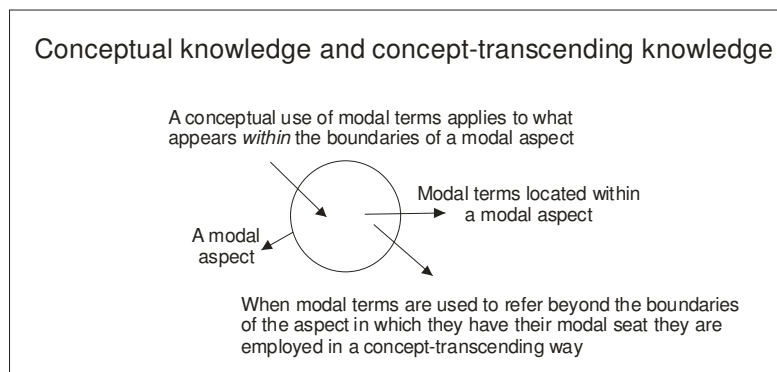 Conceptual knowledge and concept-transcending knowledge
A conceptual use of modal terms applies to what
appears within the boundaries of a modal aspect
Modal terms located within
a modal aspect
A modal
aspect
When modal terms are used to refer beyond the boundaries
of the aspect in which they have their modal seat they are
employed in a concept-transcending way